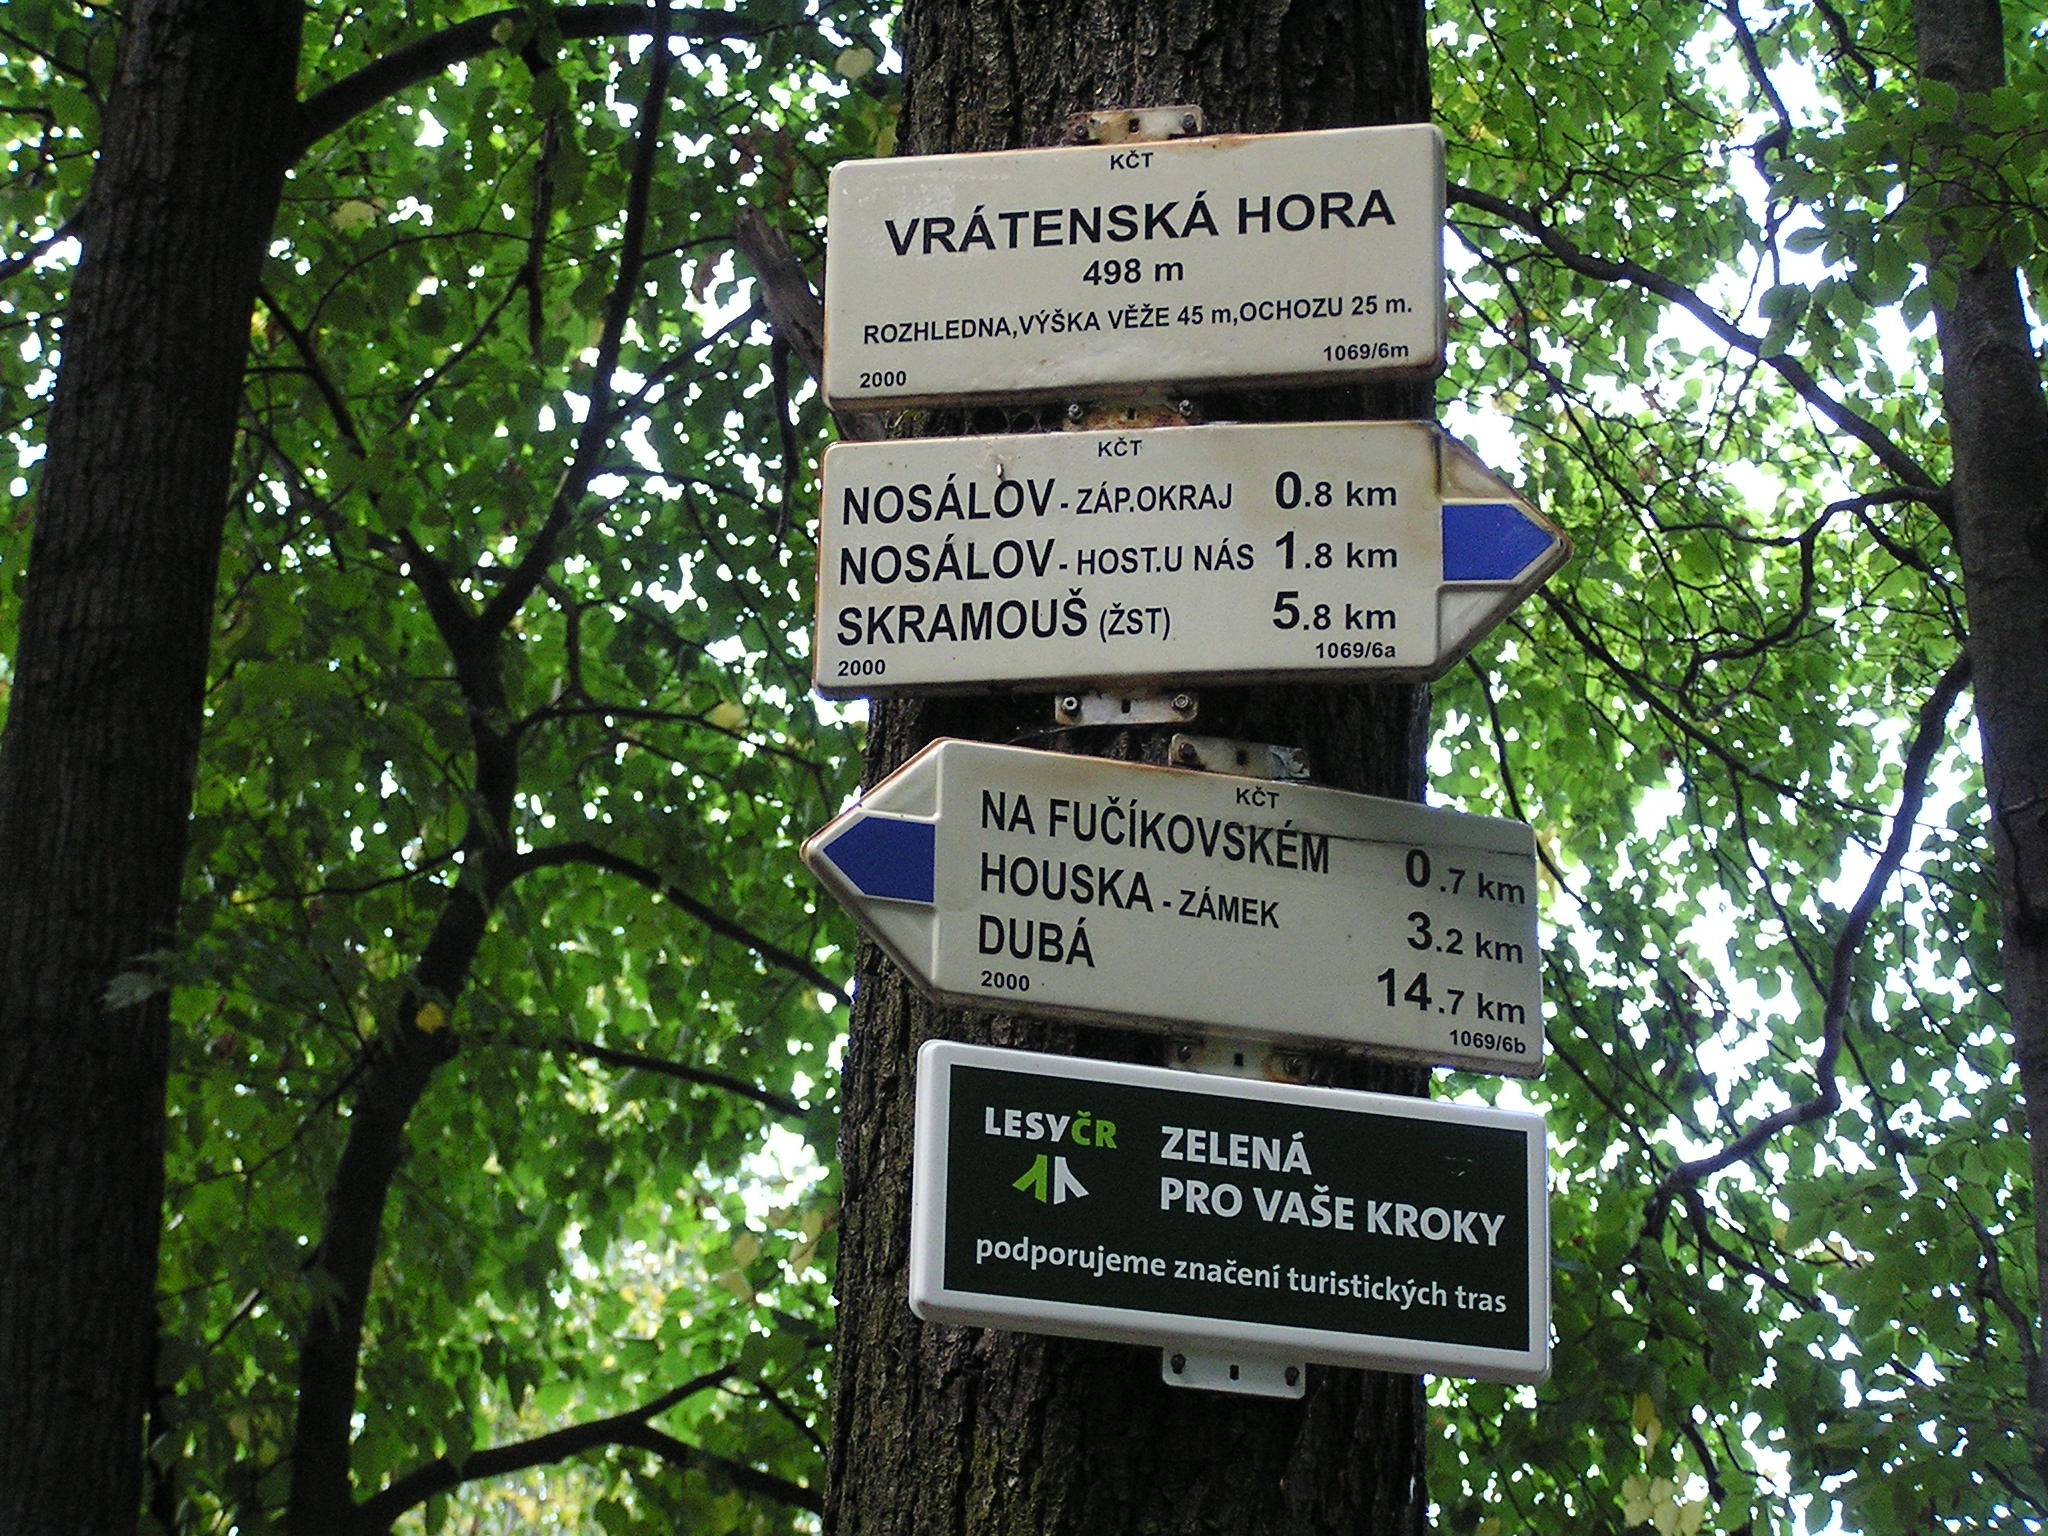 KČT
VRÁTENSKÁ HORA
498 m
ROZHLEDNA,VÝŠKA VĚŽE 45 m,OCHOZU 25 m.
2000 1069/6m
KČT
NOSÁLOV - ZÁP.OKRAJ 0.8 km
NOSÁLOV - HOST.U NÁS 1.8 km
SKRAMOUŠ (ŽST) 5.8 km
2000 1069/6a
KČT
NA FUČÍKOVSKÉM 0.7 km
HOUSKA - ZÁMEK 3.2 km
DUBÁ 14.7 km
2000 1069/6b
LESYČR
ZELENÁ
PRO VAŠE KROKY
podporujeme značení turistických tras